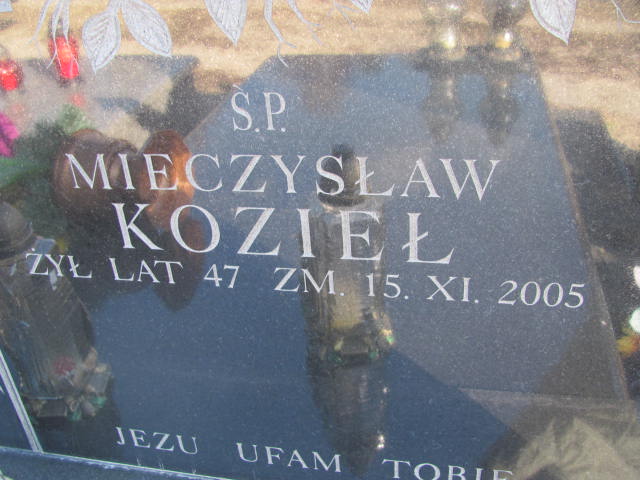 Ś.P.
MIECZYSŁAW
KOZIEŁ
ŻYŁ LAT 47 ZM. 15. XI. 2005
JEZU UFAM TOBIE